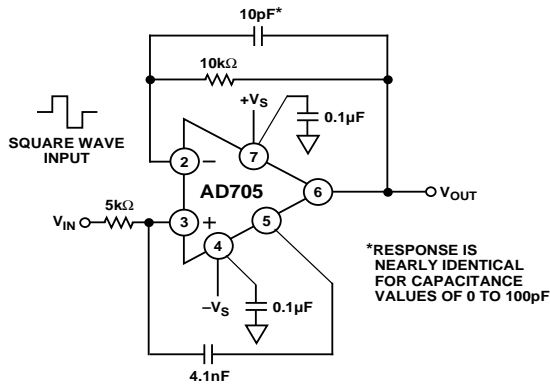 10pF*
10kΩ
+VS
0.1µF
SQUARE WAVE
INPUT
2
–
7
AD705
6
VOUT
5kΩ
VIN
3
+
5
4
*RESPONSE IS
NEARLY IDENTICAL
FOR CAPACITANCE
VALUES OF 0 TO 100pF
–VS
0.1µF
4.1nF